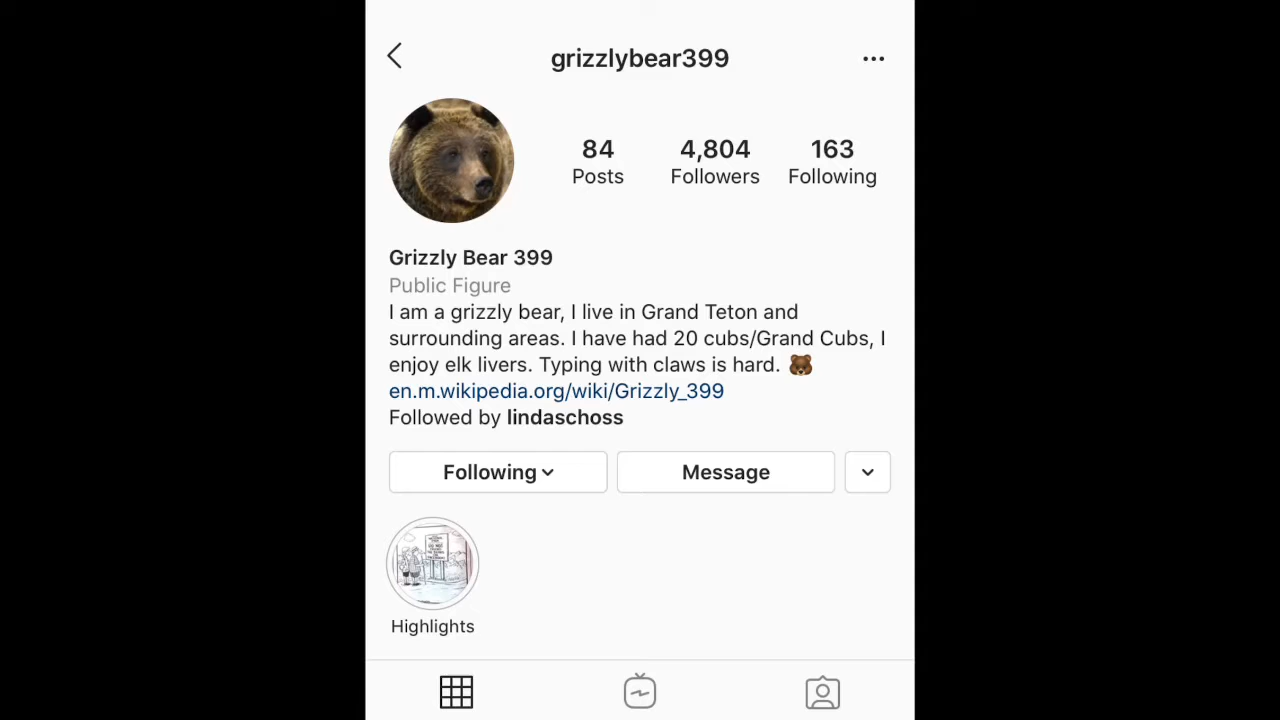 grizzlybear399
84 4,804 163
Posts Followers Following
Grizzly Bear 399
Public Figure
I am a grizzly bear, I live in Grand Teton and
surrounding areas. I have had 20 cubs/Grand Cubs, I
enjoy elk livers. Typing with claws is hard. 🐻
en.m.wikipedia.org/wiki/Grizzly_399
Followed by lindaschoss
Following Message
Highlights